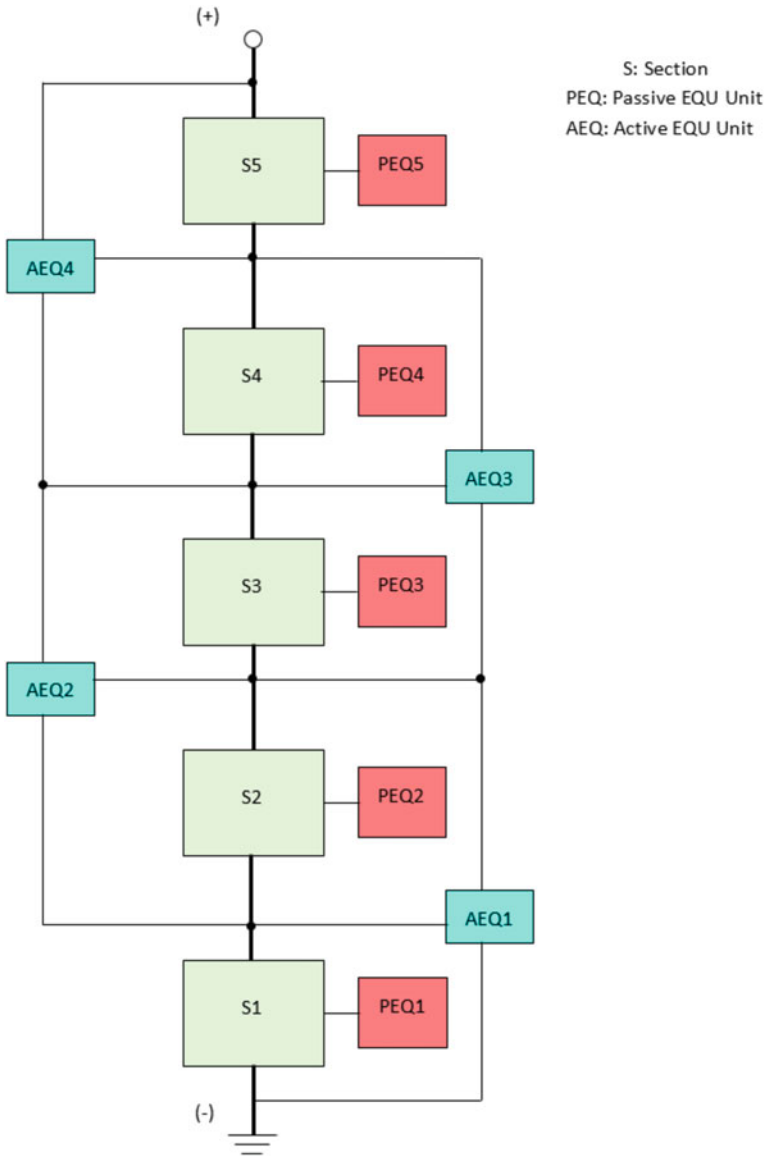 (+)
S: Section
PEQ: Passive EQU Unit
AEQ: Active EQU Unit
S5
PEQ5
AEQ4
S4
PEQ4
AEQ3
S3
PEQ3
AEQ2
S2
PEQ2
AEQ1
S1
PEQ1
(-)